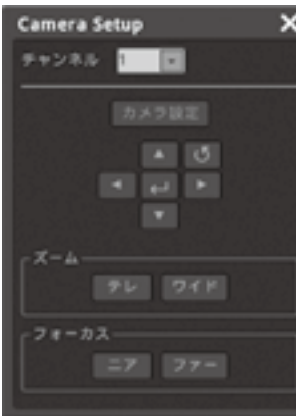 Camera Setup
チャンネル 1
カメラ設定
ズーム
テレ ワイド
フォーカス
ニア ファー